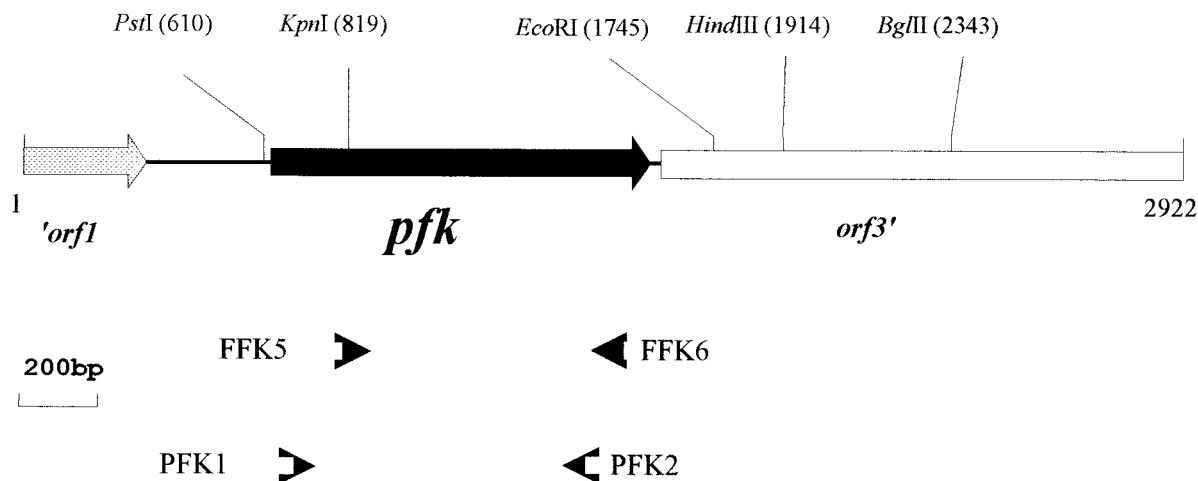 PstI (610) KpnI (819) EcoRI (1745) HindIII (1914) BglII (2343)
1 2922
'orf1 pfk orf3'
FFK5 FFK6
200bp
PFK1 PFK2